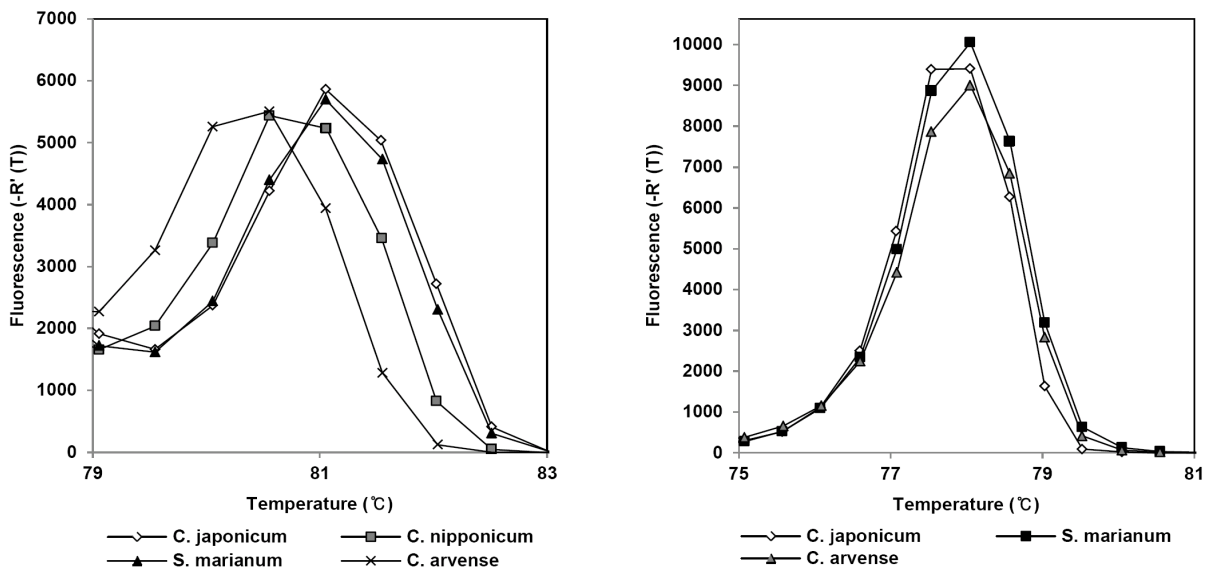 7000
6000
5000
4000
3000
2000
1000
0
79
81
83
Fluorescence (-R' (T))
Temperature (℃)
C. japonicum
C. nipponicum
S. marianum
C. arvense
10000
9000
8000
7000
6000
5000
4000
3000
2000
1000
0
75
77
79
81
Fluorescence (-R' (T))
Temperature (℃)
C. japonicum
S. marianum
C. arvense